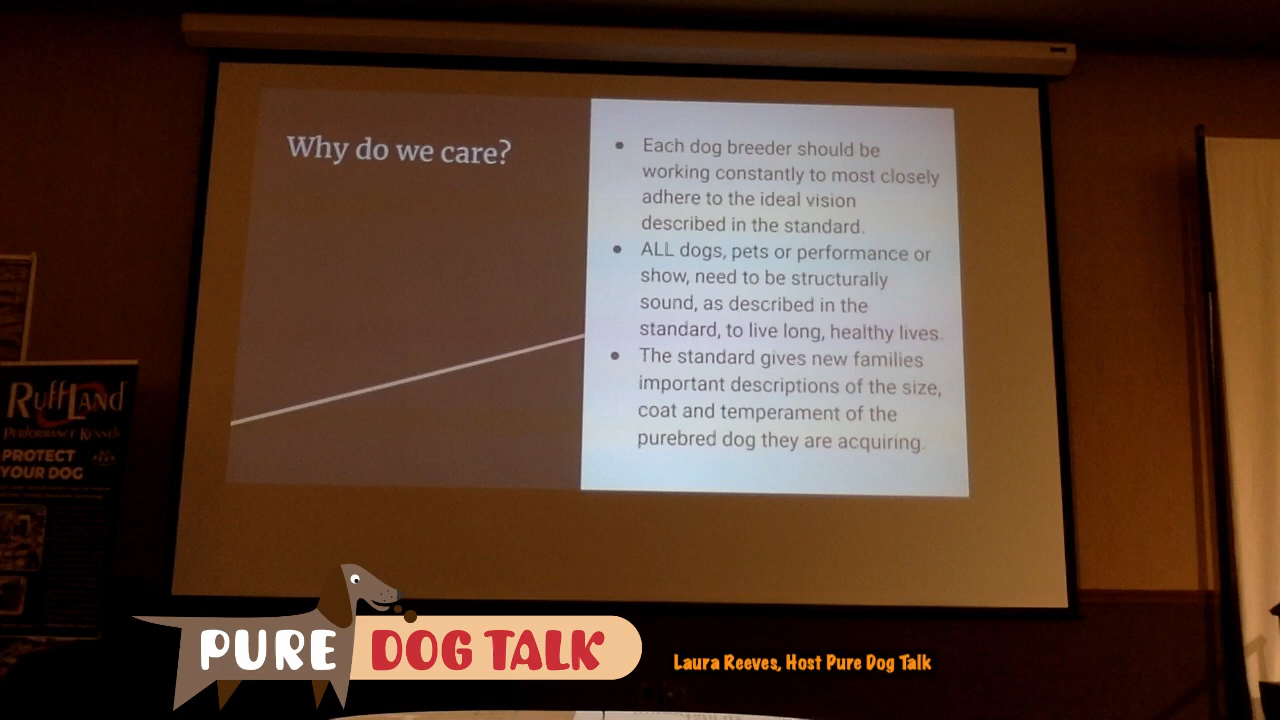 Why do we care?
• Each dog breeder should be
working constantly to most closely
adhere to the ideal vision
described in the standard.
• ALL dogs, pets or performance or
show, need to be structurally
sound, as described in the
standard, to live long, healthy lives.
• The standard gives new families
important descriptions of the size,
coat and temperament of the
purebred dog they are acquiring.
RUFFLAND
PERFORMANCE KENNELS
PROTECT
YOUR DOG
PURE DOG TALK
Laura Reeves, Host Pure Dog Talk